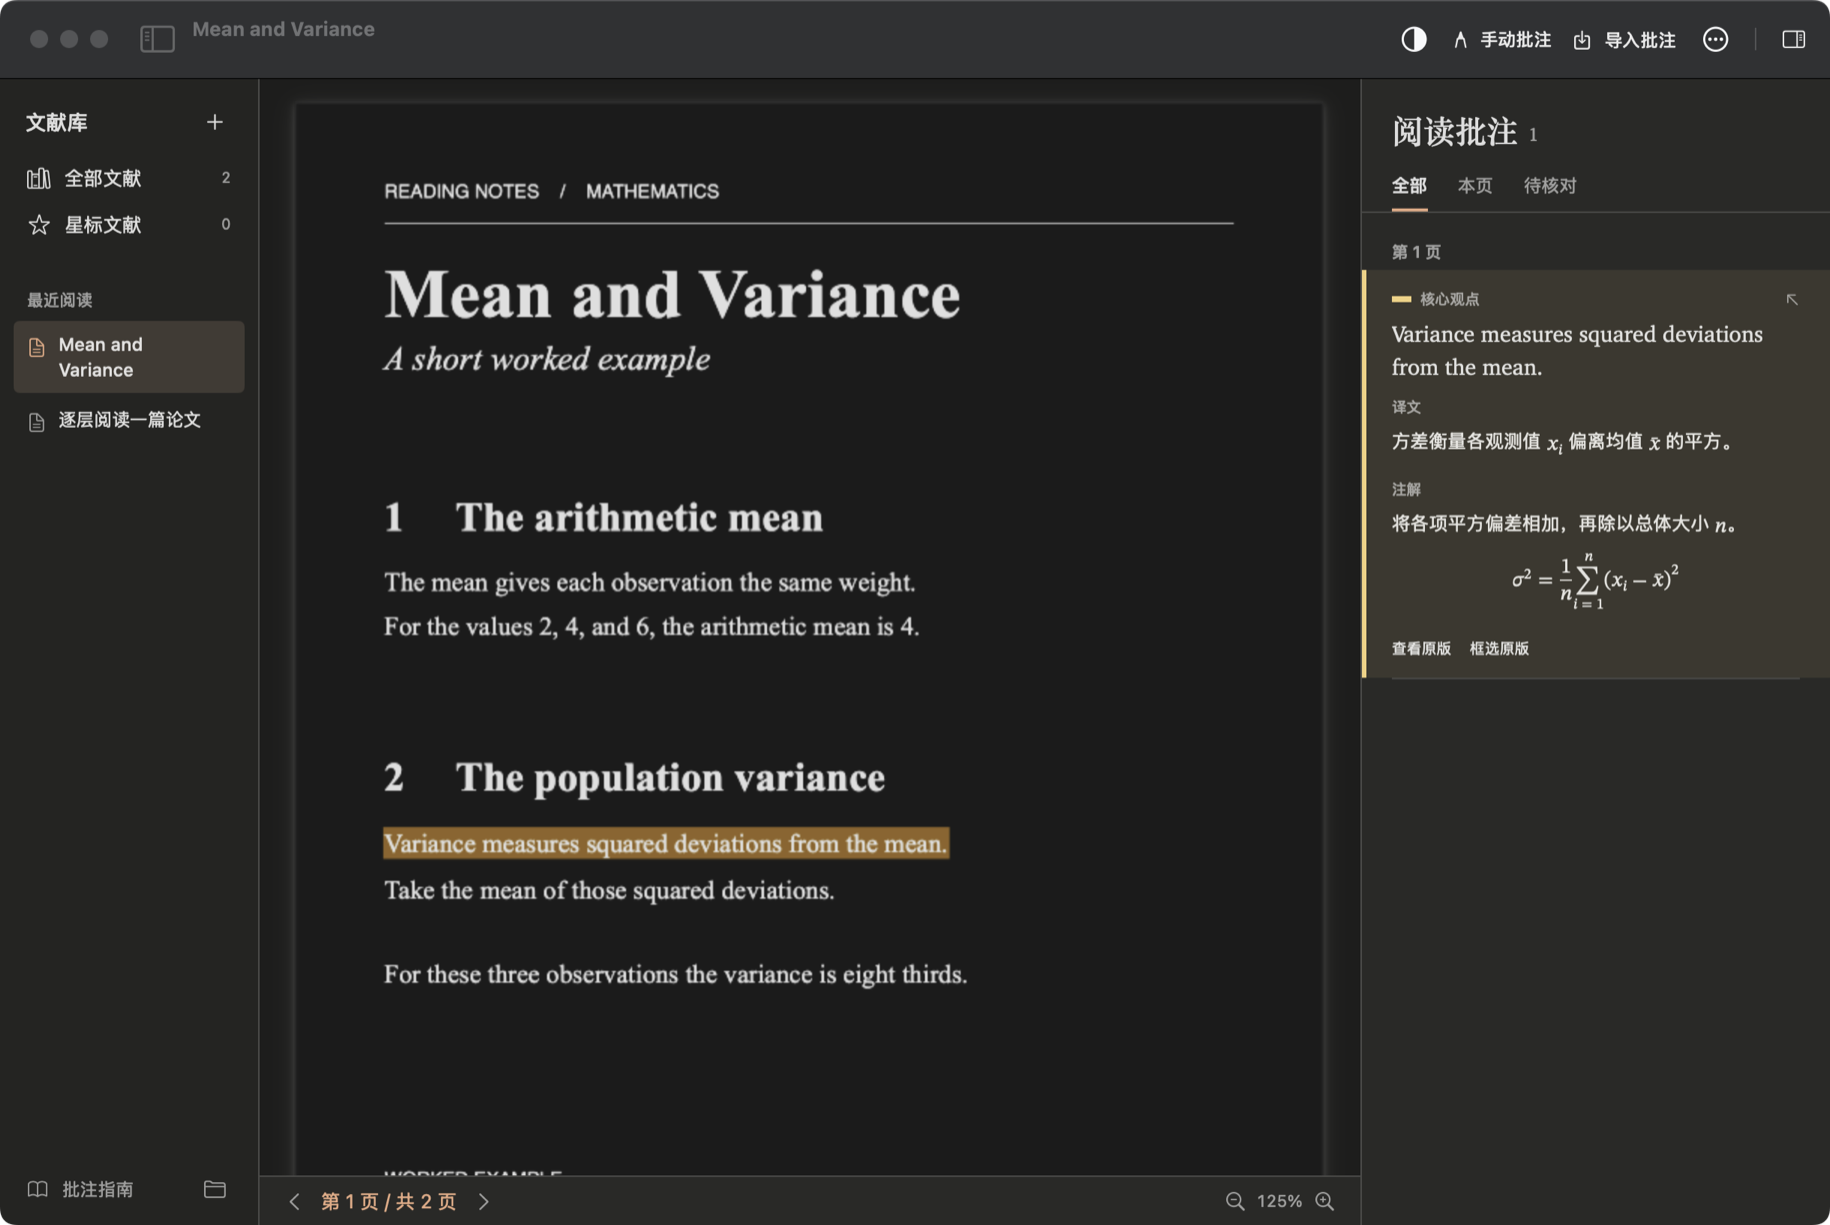 Mean and Variance
手动批注
导入批注
文献库
全部文献 2
星标文献 0
最近阅读
Mean and
Variance
逐层阅读一篇论文
批注指南
READING NOTES / MATHEMATICS
Mean and Variance
A short worked example
1 The arithmetic mean
The mean gives each observation the same weight.
For the values 2, 4, and 6, the arithmetic mean is 4.
2 The population variance
Variance measures squared deviations from the mean.
Take the mean of those squared deviations.
For these three observations the variance is eight thirds.
WORKED EXAMPLE
第 1 页 / 共 2 页
125%
阅读批注 1
全部 本页 待核对
第 1 页
核心观点
Variance measures squared deviations
from the mean.
译文
方差衡量各观测值 xᵢ 偏离均值 x̄ 的平方。
注解
将各项平方偏差相加，再除以总体大小 n。
σ² = 1/n ∑ⁿᵢ₌₁ (xᵢ − x̄)²
查看原版 框选原版